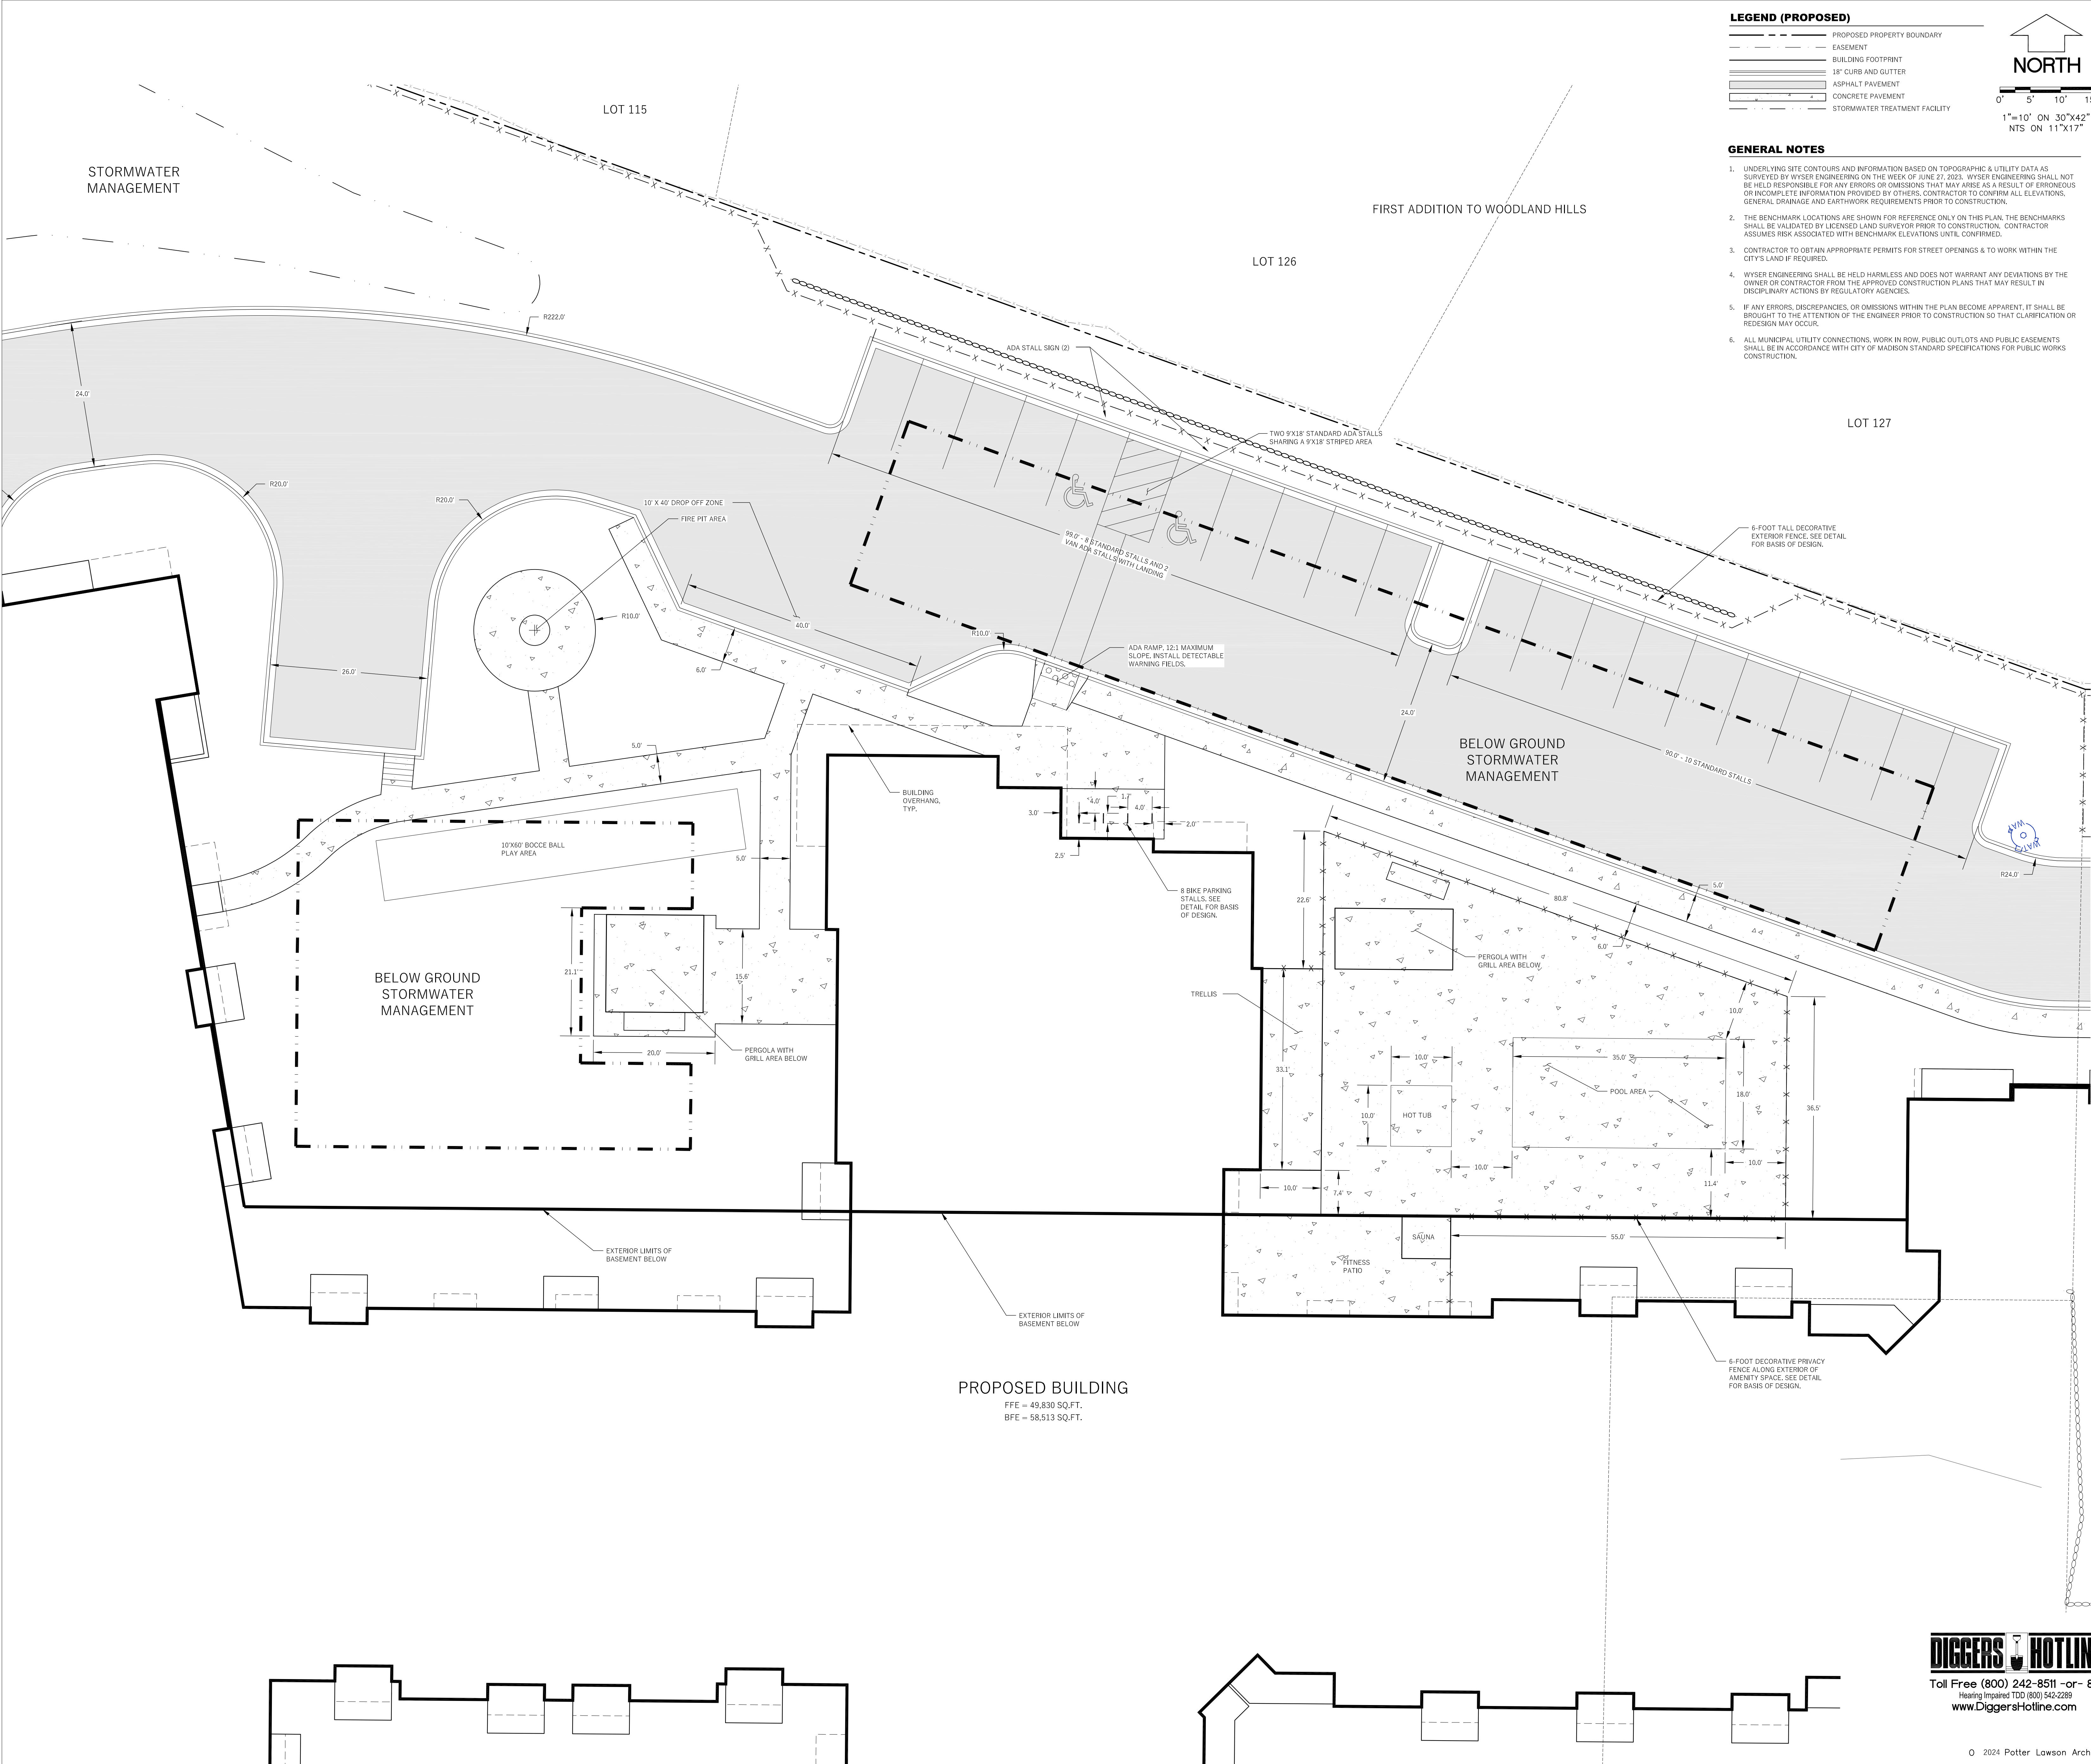 LEGEND (PROPOSED)
PROPOSED PROPERTY BOUNDARY
EASEMENT
BUILDING FOOTPRINT
18" CURB AND GUTTER
ASPHALT PAVEMENT
CONCRETE PAVEMENT
STORMWATER TREATMENT FACILITY
NORTH
0' 5' 10'
1"=10' ON 30"X42"
NTS ON 11"X17"
GENERAL NOTES
1. UNDERLYING SITE CONTOURS AND INFORMATION BASED ON TOPOGRAPHIC & UTILITY DATA AS
SURVEYED BY WYSER ENGINEERING ON THE WEEK OF JUNE 27, 2023. WYSER ENGINEERING SHALL NOT
BE HELD RESPONSIBLE FOR ANY ERRORS OR OMISSIONS THAT MAY ARISE AS A RESULT OF ERRONEOUS
OR INCOMPLETE INFORMATION PROVIDED BY OTHERS. CONTRACTOR TO CONFIRM ALL ELEVATIONS,
GENERAL DRAINAGE AND EARTHWORK REQUIREMENTS PRIOR TO CONSTRUCTION.
2. THE BENCHMARK LOCATIONS ARE SHOWN FOR REFERENCE ONLY ON THIS PLAN. THE BENCHMARKS
SHALL BE VALIDATED BY LICENSED LAND SURVEYOR PRIOR TO CONSTRUCTION. CONTRACTOR
ASSUMES RISK ASSOCIATED WITH BENCHMARK ELEVATIONS UNTIL CONFIRMED.
3. CONTRACTOR TO OBTAIN APPROPRIATE PERMITS FOR STREET OPENINGS & TO WORK WITHIN THE
CITY'S LAND IF REQUIRED.
4. WYSER ENGINEERING SHALL BE HELD HARMLESS AND DOES NOT WARRANT ANY DEVIATIONS BY THE
OWNER OR CONTRACTOR FROM THE APPROVED CONSTRUCTION PLANS THAT MAY RESULT IN
DISCIPLINARY ACTIONS BY REGULATORY AGENCIES.
5. IF ANY ERRORS, DISCREPANCIES, OR OMISSIONS WITHIN THE PLAN BECOME APPARENT, IT SHALL BE
BROUGHT TO THE ATTENTION OF THE ENGINEER PRIOR TO CONSTRUCTION SO THAT CLARIFICATION OR
REDESIGN MAY OCCUR.
6. ALL MUNICIPAL UTILITY CONNECTIONS, WORK IN ROW, PUBLIC OUTLOTS AND PUBLIC EASEMENTS
SHALL BE IN ACCORDANCE WITH CITY OF MADISON STANDARD SPECIFICATIONS FOR PUBLIC WORKS
CONSTRUCTION.
LOT 115
STORMWATER
MANAGEMENT
FIRST ADDITION TO WOODLAND HILLS
LOT 126
LOT 127
R222.0'
ADA STALL SIGN (2)
24.0'
TWO 9'X18' STANDARD ADA STALLS
SHARING A 9'X18' STRIPED AREA
R20.0'
R20.0'
10' X 40' DROP OFF ZONE
FIRE PIT AREA
6-FOOT TALL DECORATIVE
EXTERIOR FENCE, SEE DETAIL
FOR BASIS OF DESIGN.
99.0' - 8 STANDARD STALLS AND 2
VAN ADA STALLS WITH LANDING
R10.0'
40.0'
R10.0'
ADA RAMP, 12:1 MAXIMUM
SLOPE, INSTALL DETECTABLE
WARNING FIELDS.
26.0'
6.0'
24.0'
5.0'
BELOW GROUND
STORMWATER
MANAGEMENT
90.0' - 10 STANDARD STALLS
BUILDING
OVERHANG,
TYP.
3.0'
4.0'
1.7'
4.0'
2.0'
2.5'
WAT
WAT
R24.0'
10'X60' BOCCE BALL
PLAY AREA
5.0'
8 BIKE PARKING
STALLS, SEE
DETAIL FOR BASIS
OF DESIGN.
22.6'
80.8'
5.0'
6.0'
21.1'
15.6'
BELOW GROUND
STORMWATER
MANAGEMENT
PERGOLA WITH
GRILL AREA BELOW
TRELLIS
10.0'
20.0'
PERGOLA WITH
GRILL AREA BELOW
33.1'
10.0'
35.0'
POOL AREA
18.0'
36.5'
10.0'
HOT TUB
10.0'
10.0'
10.0'
7.4'
11.4'
SAUNA
55.0'
FITNESS
PATIO
EXTERIOR LIMITS OF
BASEMENT BELOW
EXTERIOR LIMITS OF
BASEMENT BELOW
6-FOOT DECORATIVE PRIVACY
FENCE ALONG EXTERIOR OF
AMENITY SPACE. SEE DETAIL
FOR BASIS OF DESIGN.
PROPOSED BUILDING
FFE = 49,830 SQ.FT.
BFE = 58,513 SQ.FT.
DIGGERS HOTLIN
Toll Free (800) 242-8511 -or- 8
Hearing Impaired TDD (800) 542-2289
www.DiggersHotline.com
© 2024 Potter Lawson Arch